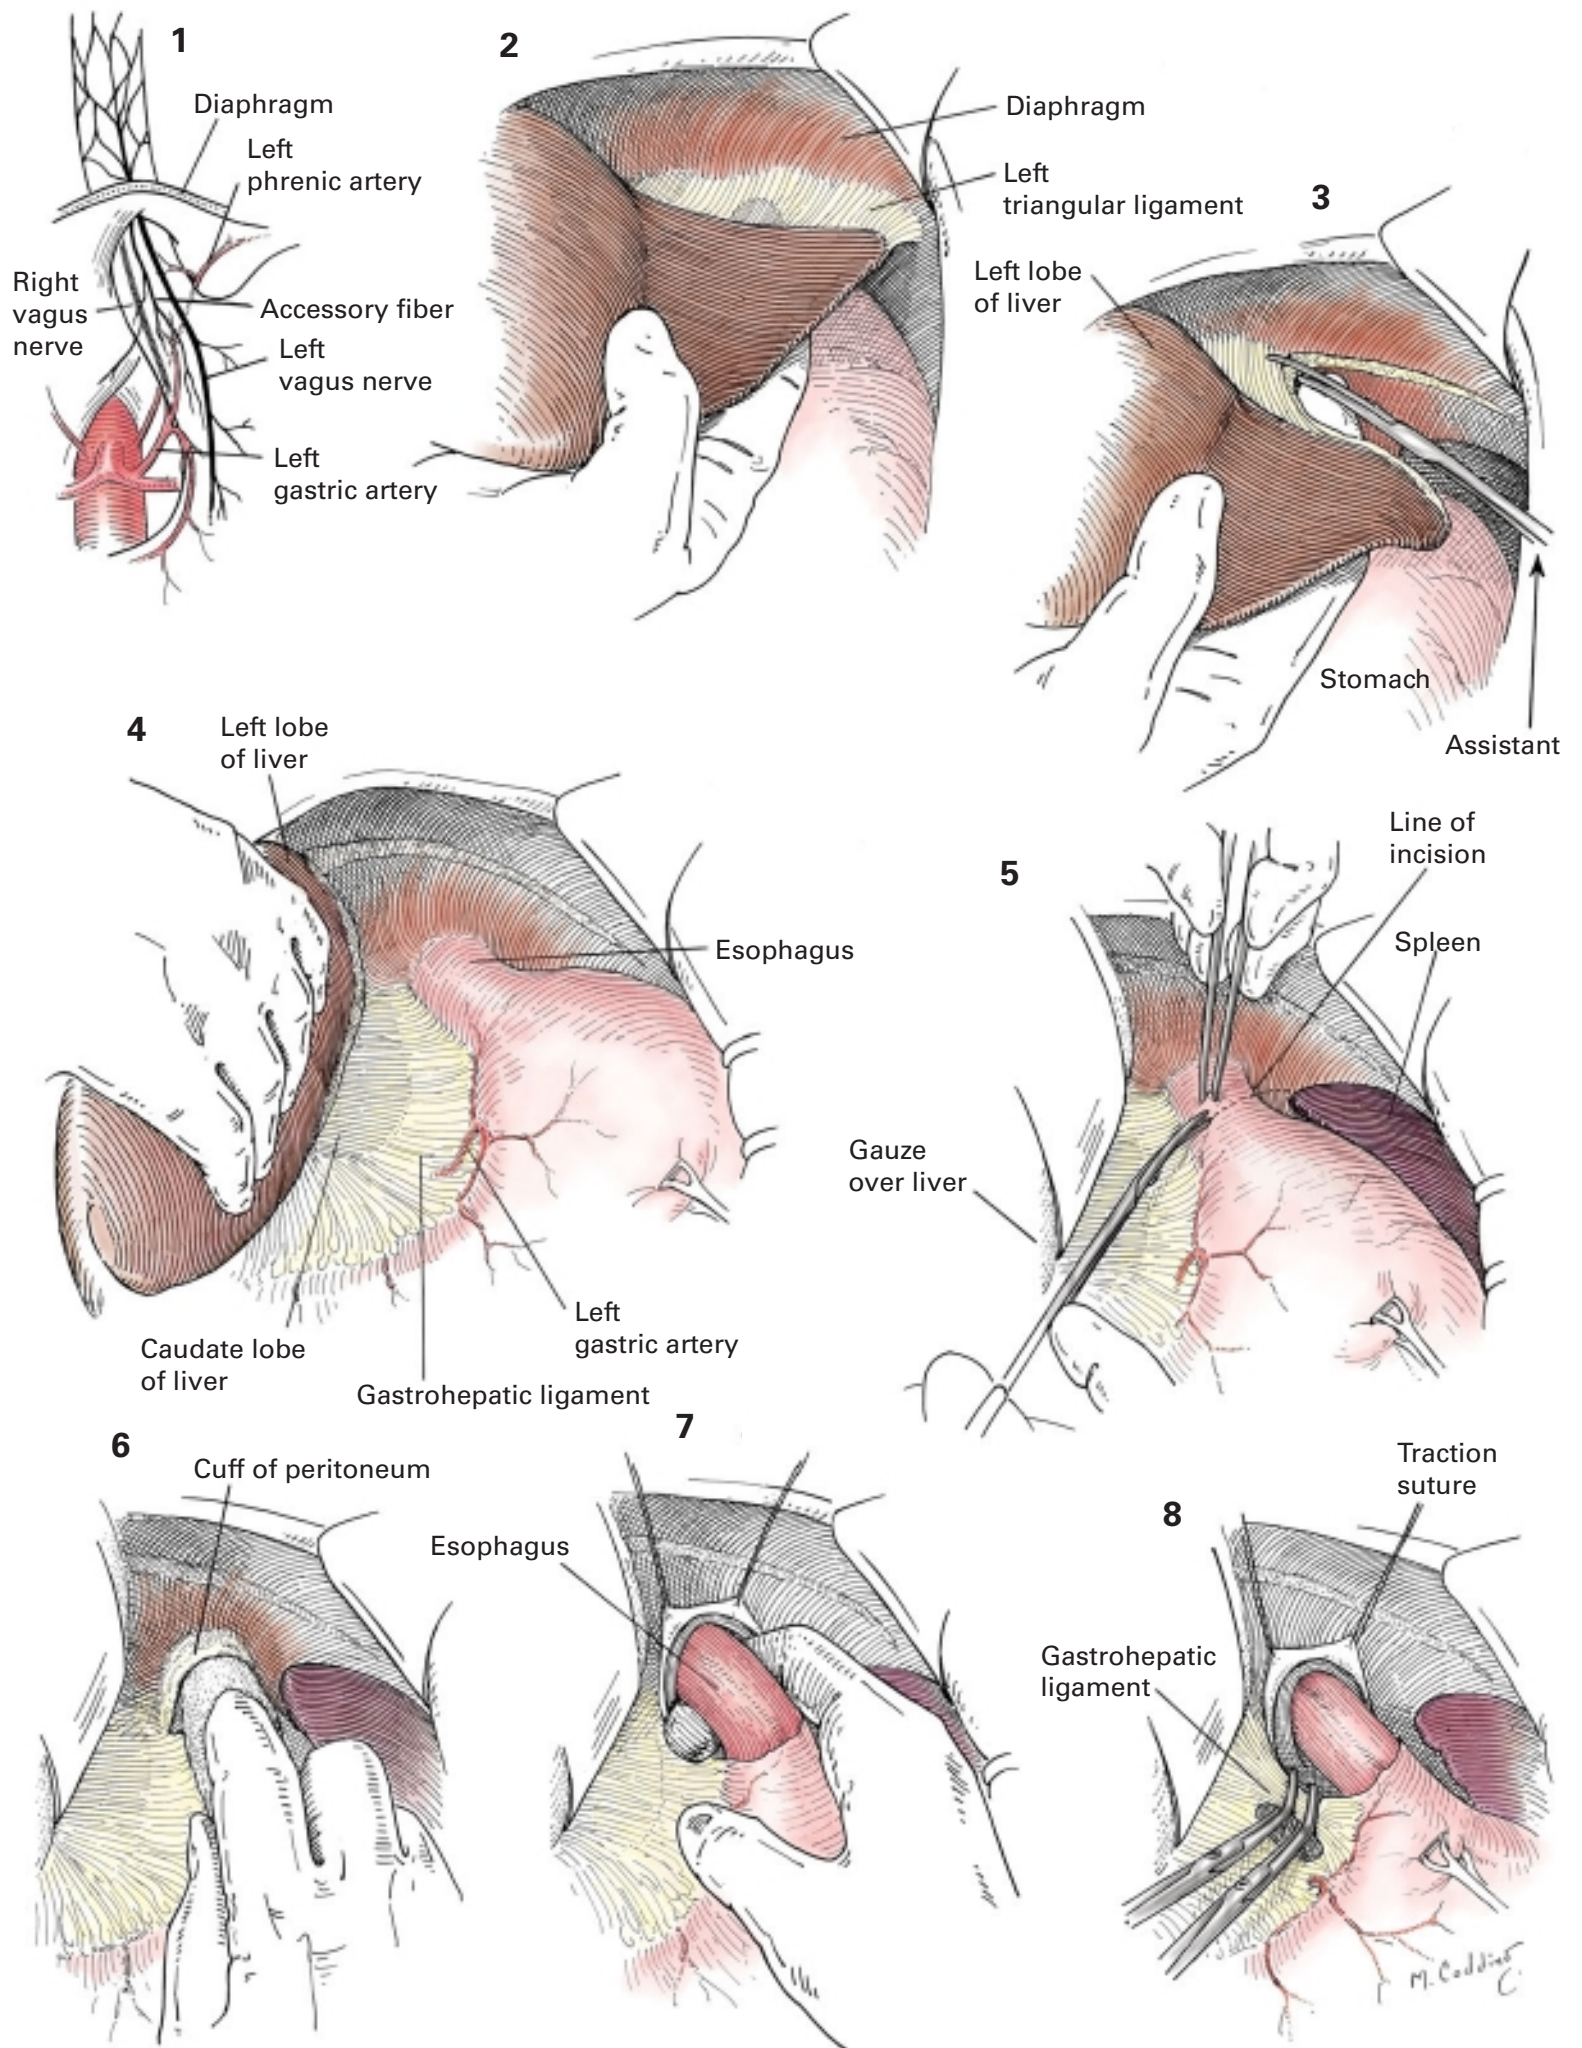 1
Diaphragm
Left
phrenic artery
Right
vagus
nerve
Accessory fiber
Left
vagus nerve
Left
gastric artery
2
Diaphragm
Left
triangular ligament
3
Left lobe
of liver
Stomach
Assistant
4
Left lobe
of liver
Esophagus
Left
gastric artery
Caudate lobe
of liver
Gastrohepatic ligament
5
Line of
incision
Spleen
Gauze
over liver
6
Cuff of peritoneum
7
Esophagus
8
Traction
suture
Gastrohepatic
ligament